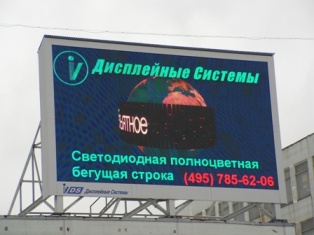 Дисплейные Системы
ЯТНОЕ
Светодиодная полноцветная
бегущая строка (495) 785-62-06
IDS Дисплейные Системы